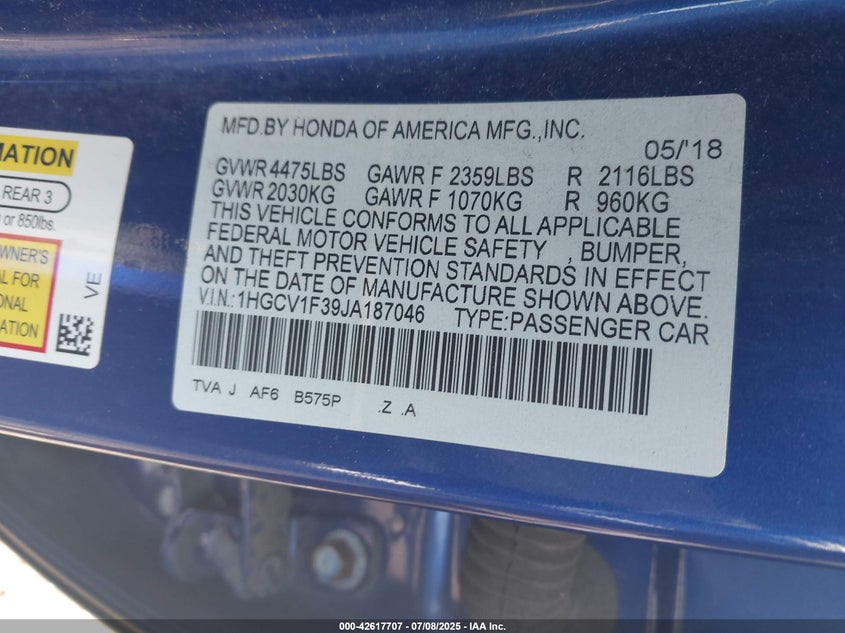 MATION
REAR 3
or 850lbs.
OWNER'S
FOR
VE
MFD.BY HONDA OF AMERICA MFG.,INC.
05/'18
GVWR 4475LBS GAWR F 2359LBS R 2116LBS
GVWR 2030KG GAWR F 1070KG R 960KG
THIS VEHICLE CONFORMS TO ALL APPLICABLE
FEDERAL MOTOR VEHICLE SAFETY , BUMPER,
AND THEFT PREVENTION STANDARDS IN EFFECT
ON THE DATE OF MANUFACTURE SHOWN ABOVE.
V.I.N.:1HGCV1F39JA187046 TYPE:PASSENGER CAR
TVA J AF6 B575P .Z .A
000-42617707 / 07/08/2025 - IAA Inc.